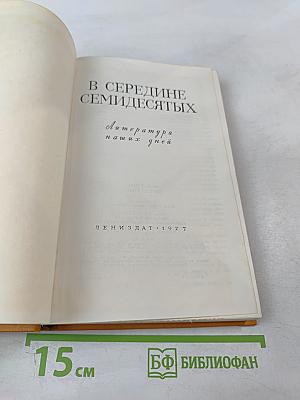 В СЕРЕДИНЕ
СЕМИДЕСЯТЫХ
Литература
наших дней
ЛЕНИЗДАТ • 1977
15 см
БФ БИБЛИОФАН